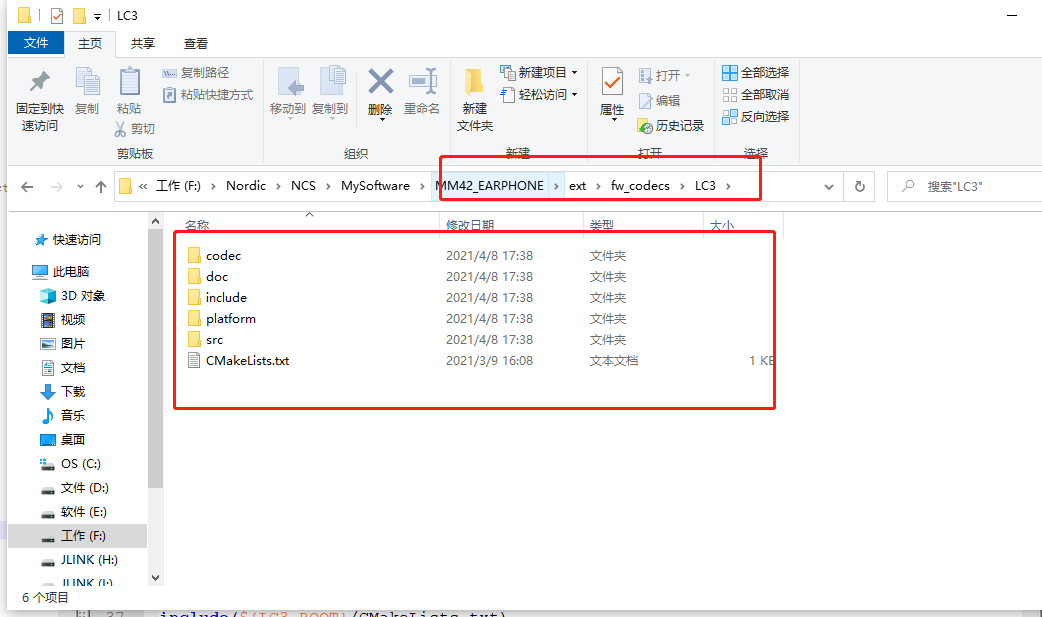 LC3
文件 主页 共享 查看
固定到快速访问
复制
粘贴
复制路径
粘贴快捷方式
剪切
剪贴板
移动到 复制到 删除 重命名
组织
新建文件夹
新建项目
轻松访问
新建
属性
打开
编辑
历史记录
打开
全部选择
全部取消
反向选择
选择
« 工作 (F:) › Nordic › NCS › MySoftware › MM42_EARPHONE › ext › fw_codecs › LC3 ›
搜索"LC3"
名称 修改日期 类型 大小
codec 2021/4/8 17:38 文件夹
doc 2021/4/8 17:38 文件夹
include 2021/4/8 17:38 文件夹
platform 2021/4/8 17:38 文件夹
src 2021/4/8 17:38 文件夹
CMakeLists.txt 2021/3/9 16:08 文本文档 1 KB
快速访问
此电脑
3D 对象
视频
图片
文档
下载
音乐
桌面
OS (C:)
文件 (D:)
软件 (E:)
工作 (F:)
JLINK (H:)
JLINK (I:)
6 个项目
37 include(${LC3_ROOT}/CMakeLists.txt)